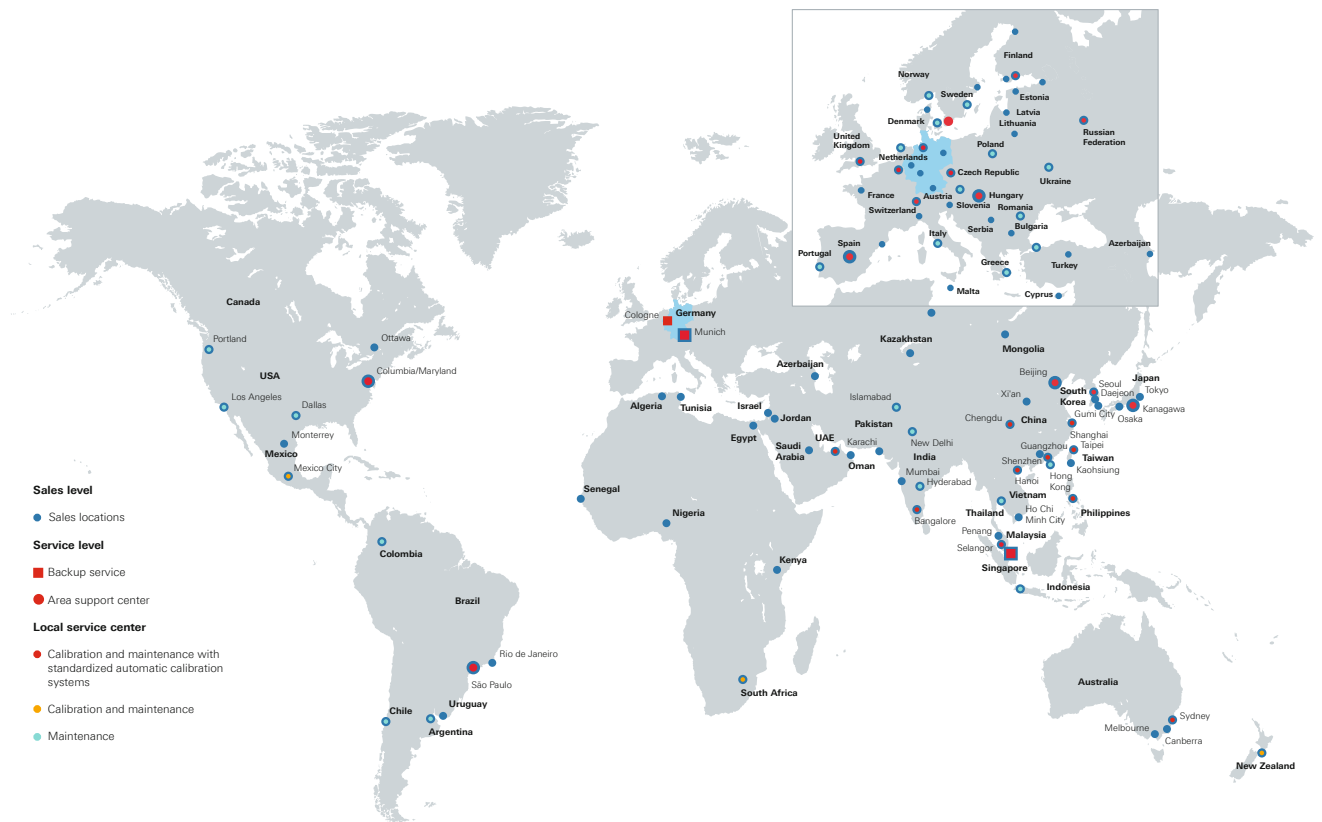 Finland
Norway
Sweden
Estonia
Denmark
Latvia
Lithuania
United
Kingdom
Russian
Federation
Poland
Netherlands
Czech Republic
Ukraine
France
Austria
Hungary
Switzerland
Slovenia
Romania
Serbia
Bulgaria
Italy
Spain
Portugal
Azerbaijan
Greece
Turkey
Malta
Cyprus
Canada
Portland
Ottawa
USA
Columbia/Maryland
Los Angeles
Dallas
Monterrey
Mexico
Mexico City
Cologne
Germany
Munich
Kazakhstan
Mongolia
Azerbaijan
Algeria
Tunisia
Israel
Jordan
Egypt
Saudi
Arabia
UAE
Oman
Karachi
Islamabad
Pakistan
New Delhi
India
Mumbai
Hyderabad
Bangalore
Beijing
South
Korea
Seoul
Daejeon
Gumi City
Japan
Tokyo
Kanagawa
Osaka
Xi'an
Chengdu
China
Shanghai
Taipei
Taiwan
Kaohsiung
Guangzhou
Shenzhen
Hong
Kong
Hanoi
Vietnam
Thailand
Ho Chi
Minh City
Philippines
Penang
Malaysia
Selangor
Singapore
Indonesia
Senegal
Nigeria
Kenya
South Africa
Colombia
Brazil
Rio de Janeiro
São Paulo
Uruguay
Chile
Argentina
Australia
Sydney
Melbourne
Canberra
New Zealand
Sales level
Sales locations
Service level
Backup service
Area support center
Local service center
Calibration and maintenance with
standardized automatic calibration
systems
Calibration and maintenance
Maintenance